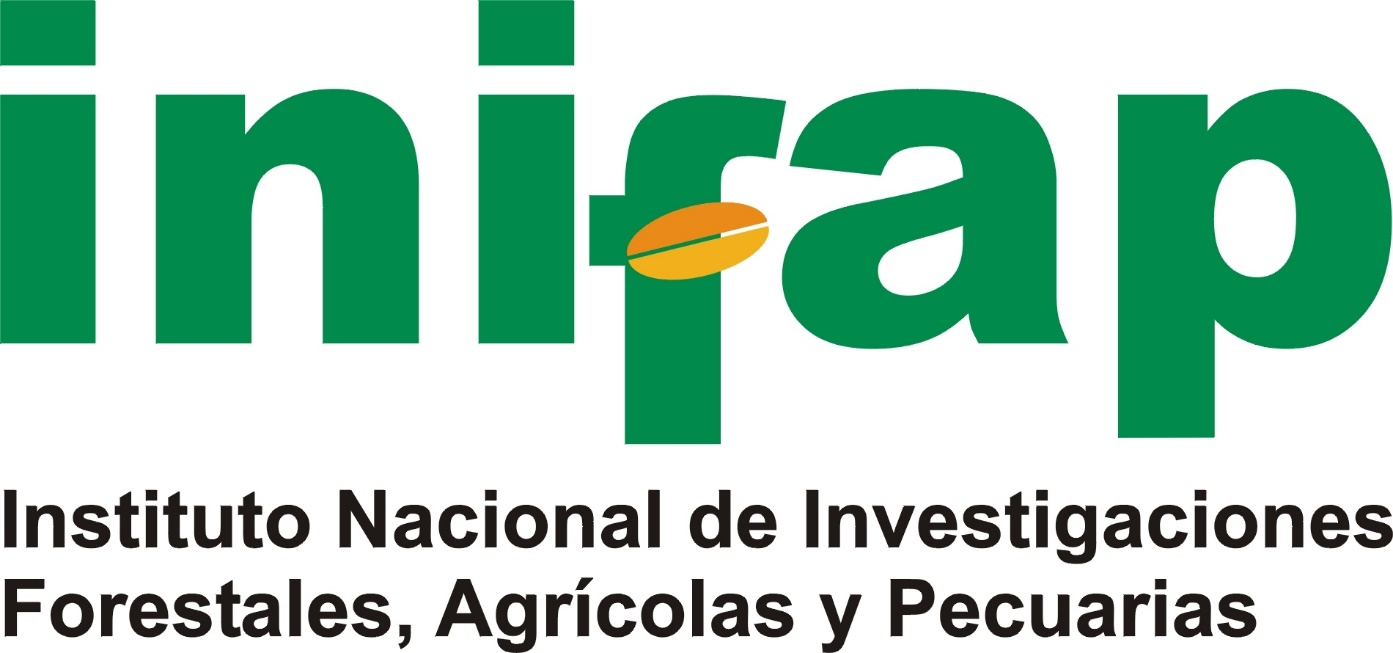 inifap
Instituto Nacional de Investigaciones
Forestales, Agrícolas y Pecuarias